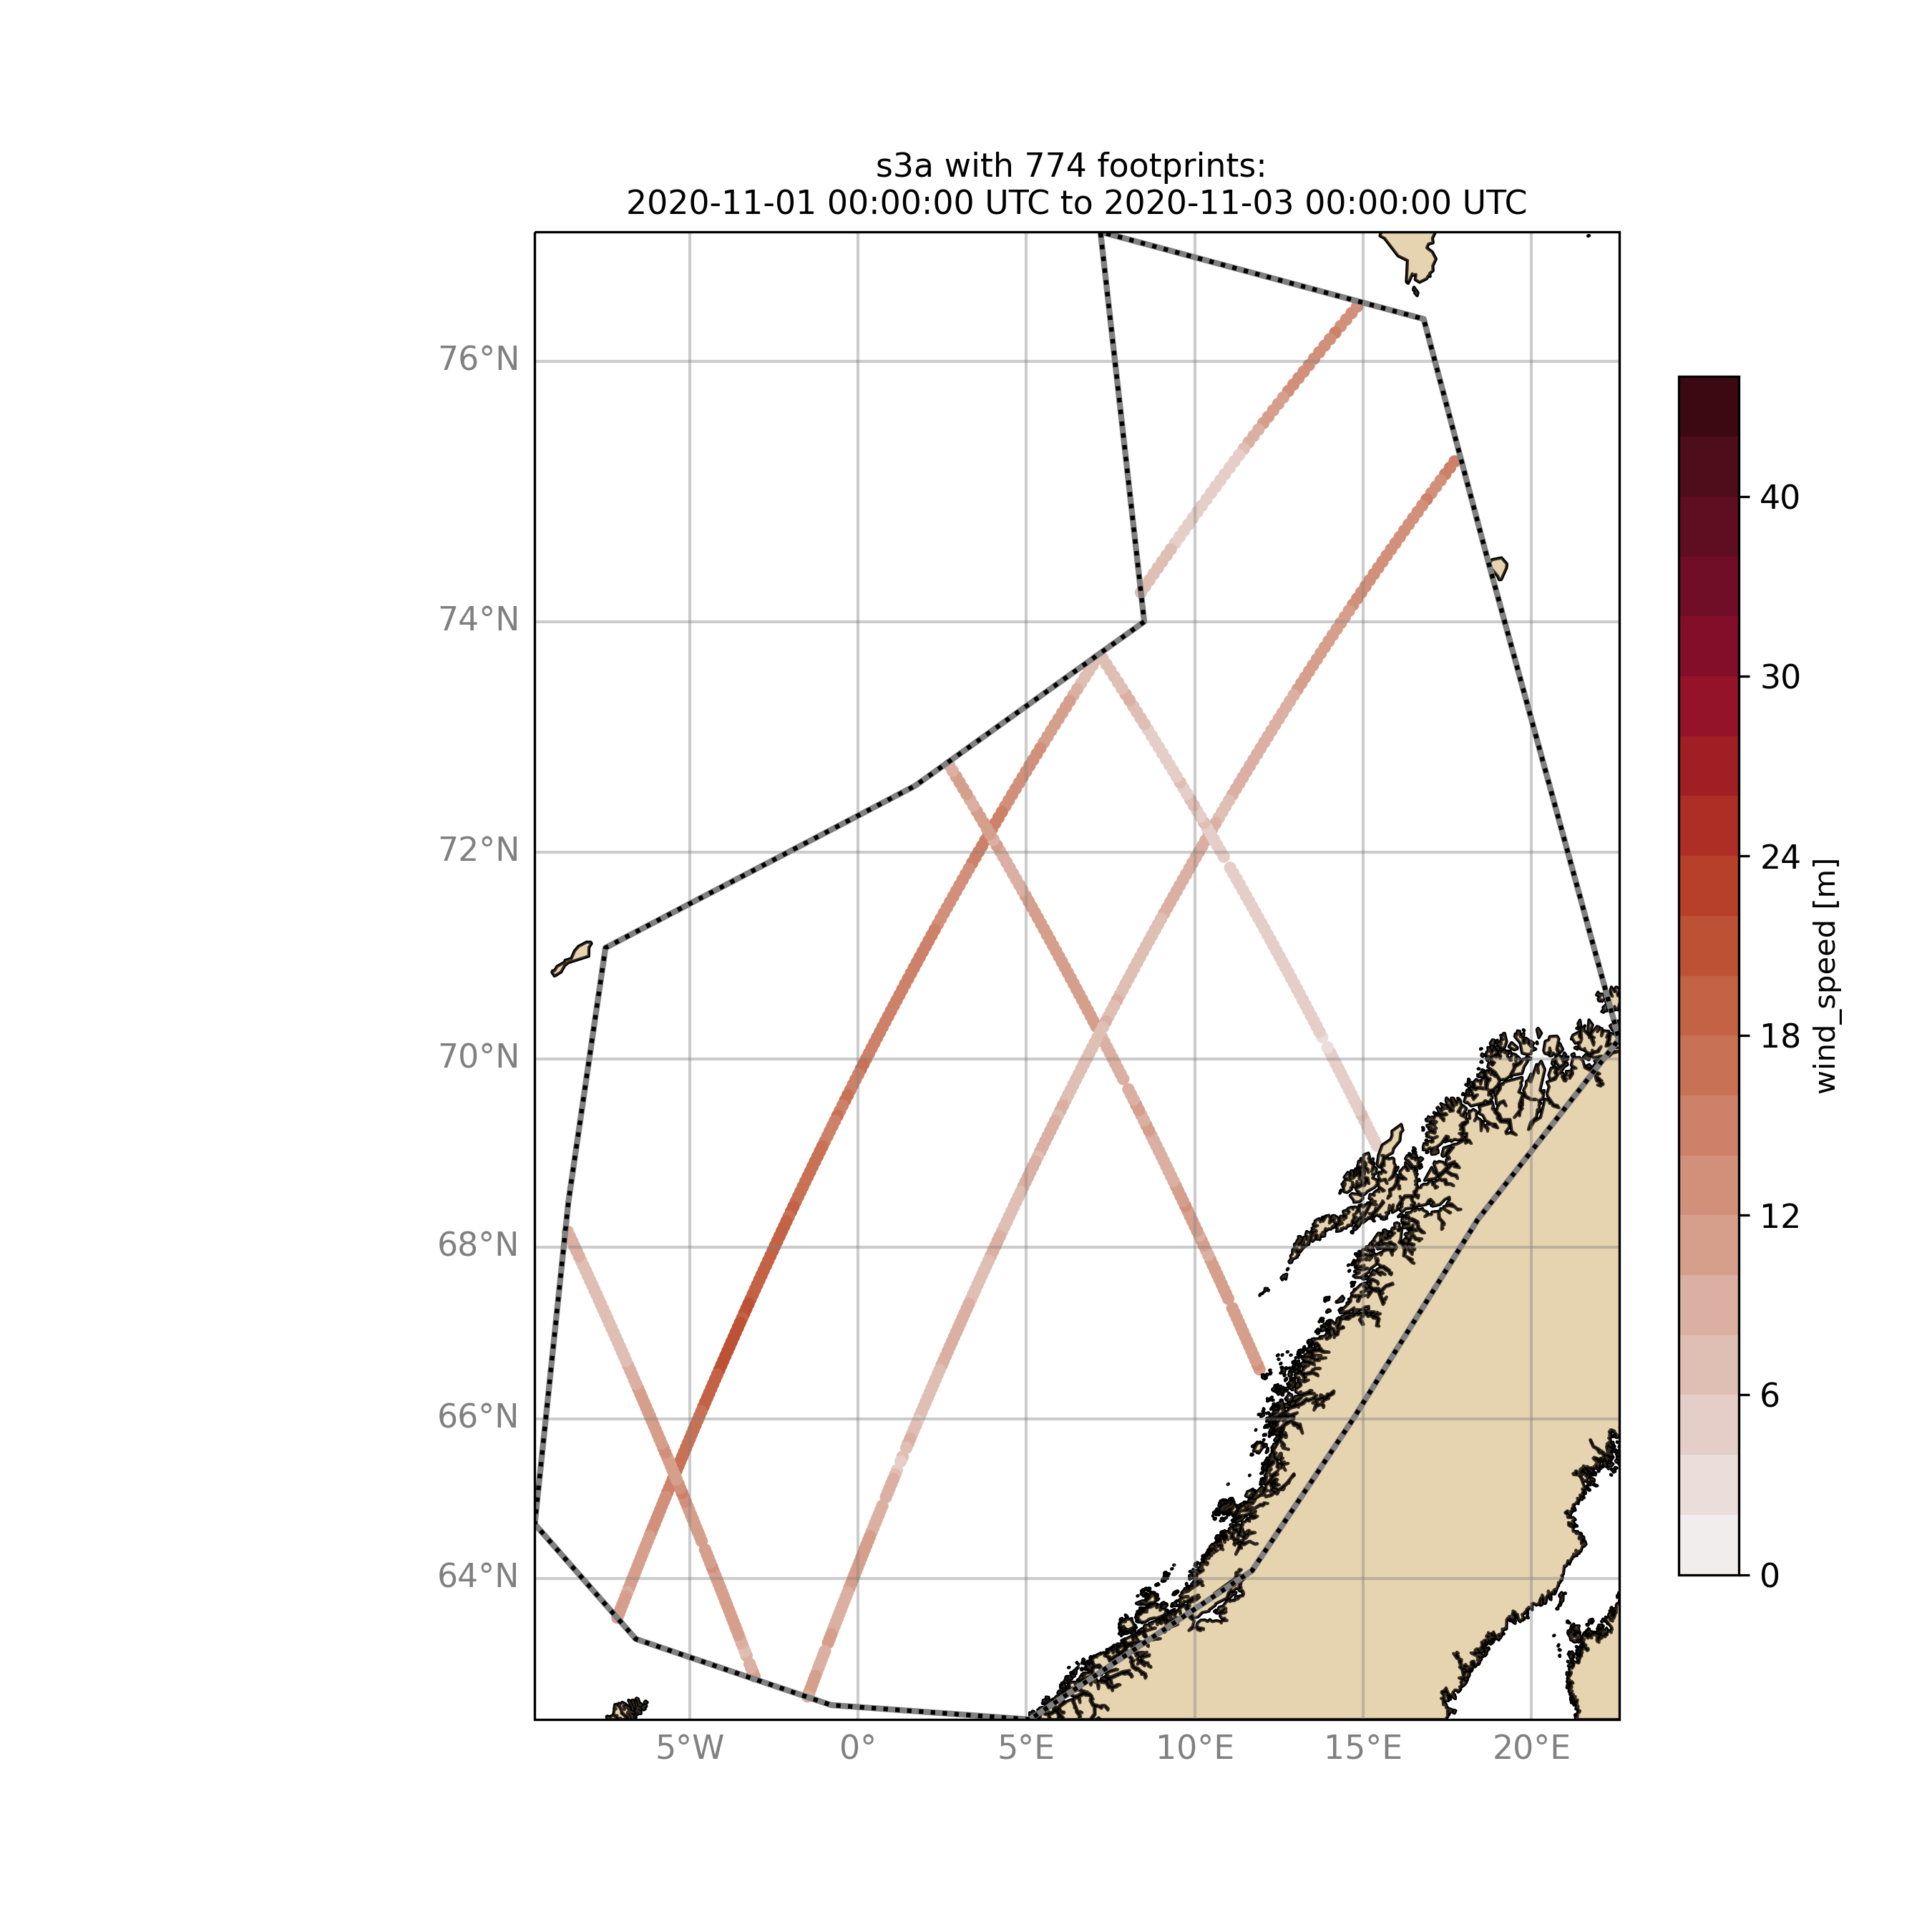 s3a with 774 footprints:
2020-11-01 00:00:00 UTC to 2020-11-03 00:00:00 UTC
76°N
74°N
72°N
70°N
68°N
66°N
64°N
5°W 0° 5°E 10°E 15°E 20°E
40
30
24
18
12
6
0
wind_speed [m]